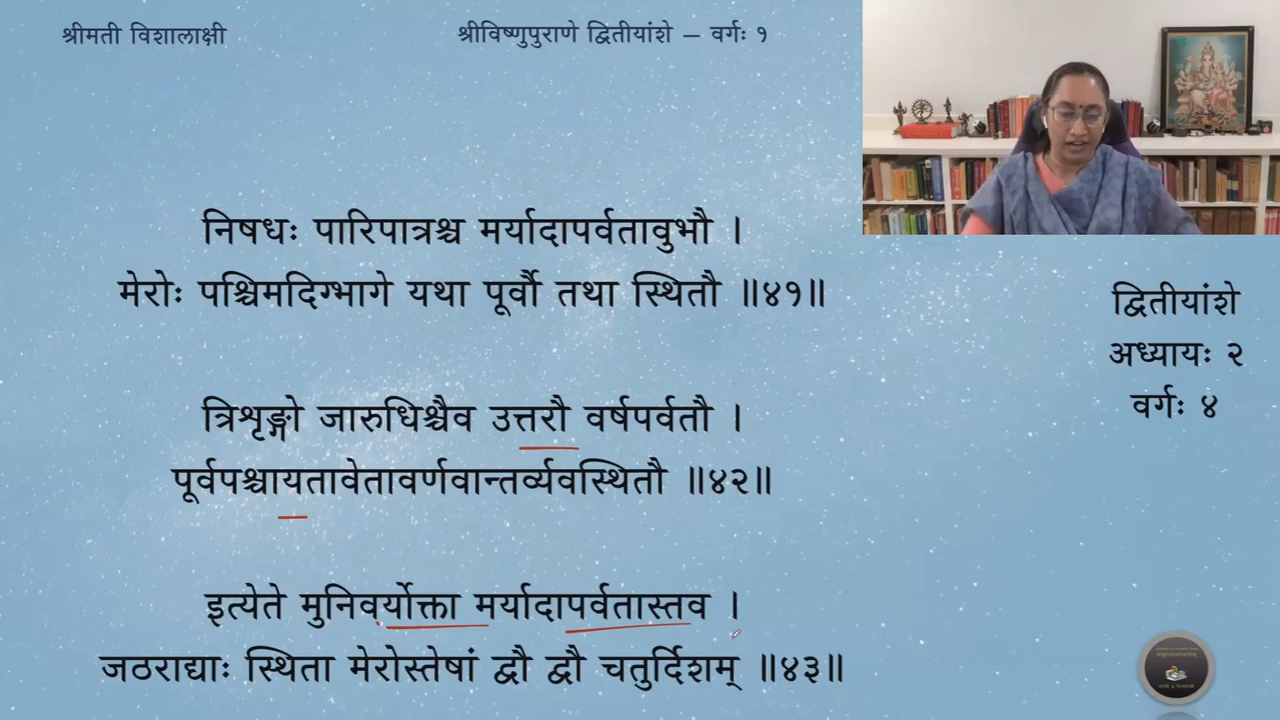 श्रीमती विशालाक्षी
श्रीविष्णुपुराणे द्वितीयांशे – वर्गः १
निषधः पारिपात्रश्च मर्यादापर्वतावुभौ ।
मेरोः पश्चिमदिग्भागे यथा पूर्वौ तथा स्थितौ ॥४१॥
त्रिशृङ्गो जारुधिश्चैव उत्तरौ वर्षपर्वतौ ।
पूर्वपश्चायतावेतावर्णवान्तर्व्यवस्थितौ ॥४२॥
इत्येते मुनिवर्योक्ता मर्यादापर्वतास्तव ।
जठराद्याः स्थिता मेरोस्तेषां द्वौ द्वौ चतुर्दिशम् ॥४३॥
द्वितीयांशे
अध्यायः २
वर्गः ४